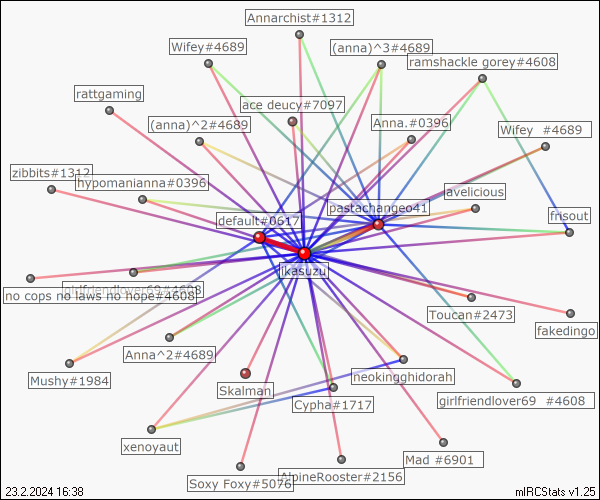 Annarchist#1312
Wifey#4689
(anna)^3#4689
ramshackle gorey#4608
rattgaming
ace deucy#7097
(anna)^2#4689
Anna.#0396
Wifey #4689
zibbits#1312
hypomanianna#0396
avelicious
default#0617
pastachangeo41
frisout
jkasuzu
no cops no laws no hope#4608
girlfriendlover69#4608
Toucan#2473
fakedingo
Anna^2#4689
Mushy#1984
Skalman
neokingghidorah
Cypha#1717
girlfriendlover69 #4608
xenoyaut
Mad #6901
Soxy Foxy#5076
AlpineRooster#2156
23.2.2024 16:38
mIRCStats v1.25